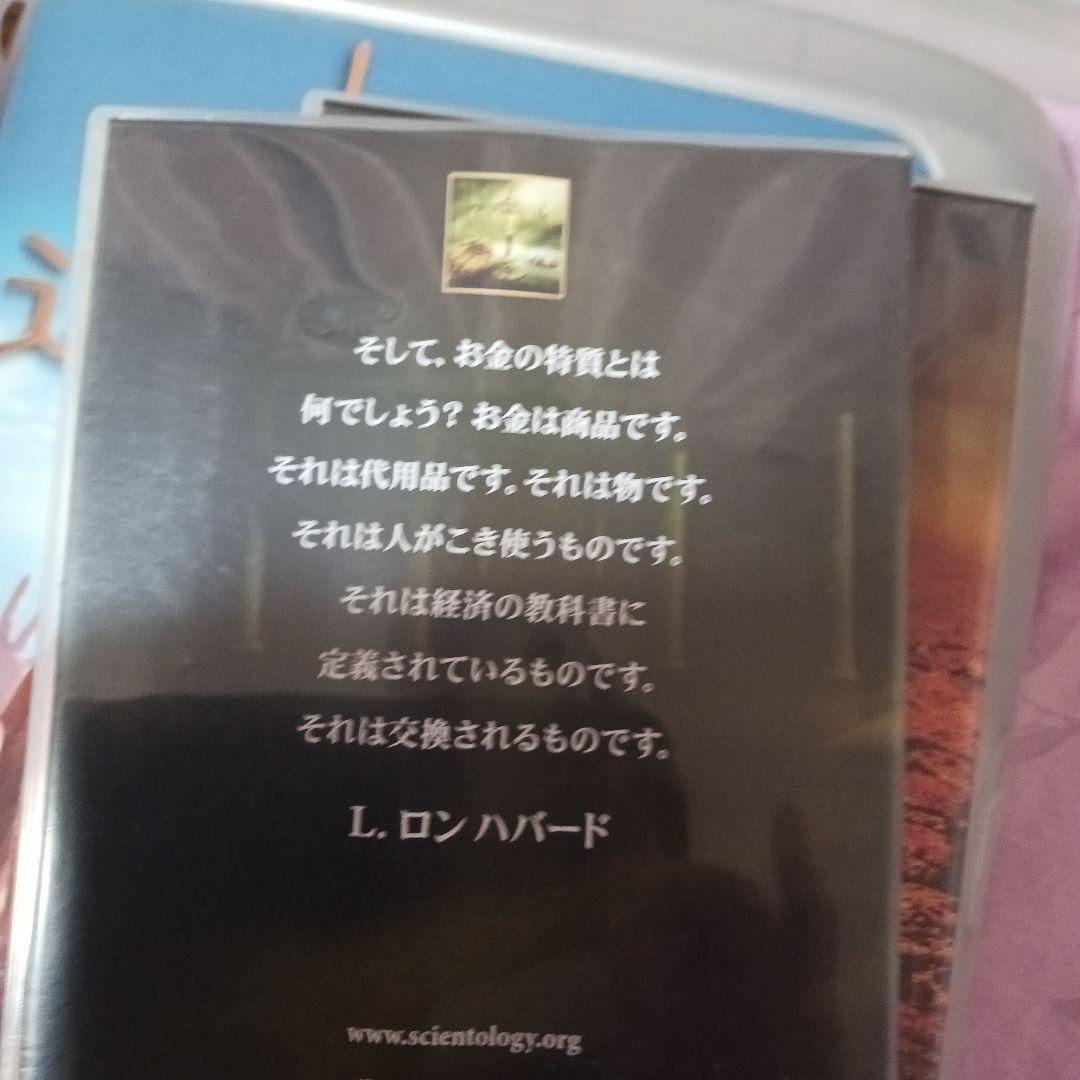 そして、お金の特質とは
何でしょう? お金は商品です。
それは代用品です。それは物です。
それは人がこき使うものです。
それは経済の教科書に
定義されているものです。
それは交換されるものです。
L. ロン ハバード
www.scientology.org